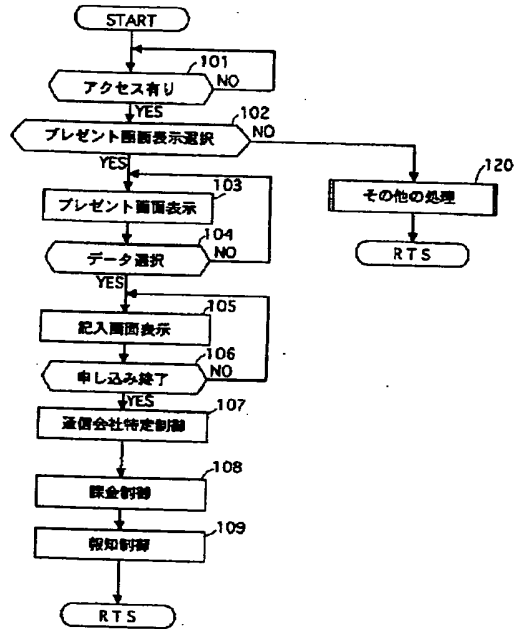 START
101
アクセス有り
NO
YES
102
プレゼント画面表示選択
NO
YES
120
その他の処理
RTS
103
プレゼント画面表示
104
データ選択
NO
YES
105
記入画面表示
106
申し込み終了
NO
YES
107
通信会社特定制御
108
課金制御
109
報知制御
RTS